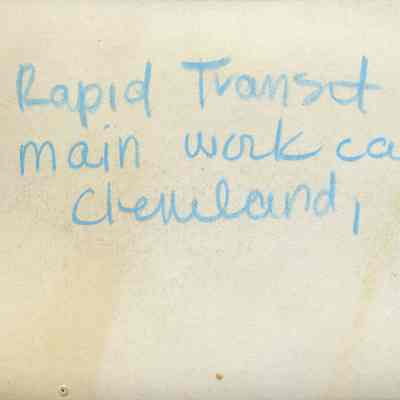 Rapid Transit
main work ca
Cleveland,